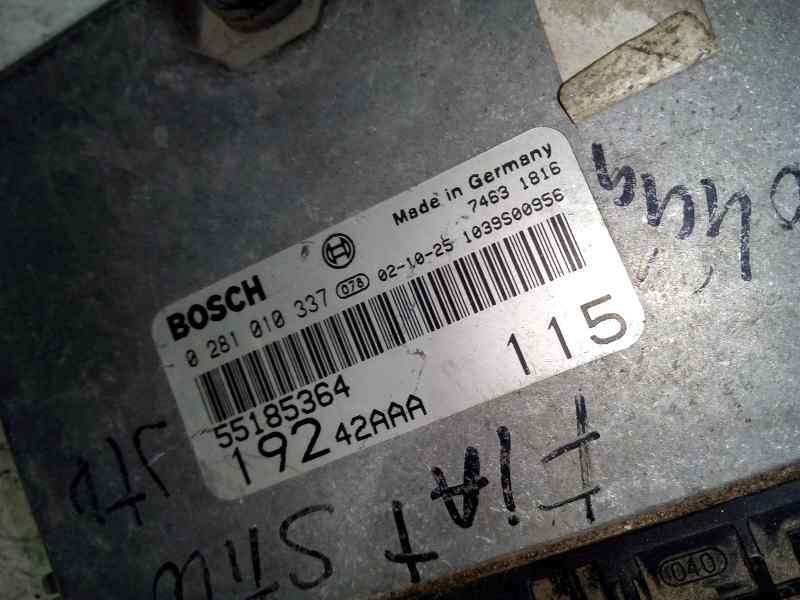 Made in Germany
7463 1816
BOSCH
0 281 010 337 078 02-10-25 1039S00956
55185364
192 42AAA
115
JTD
FIAT STIL
040